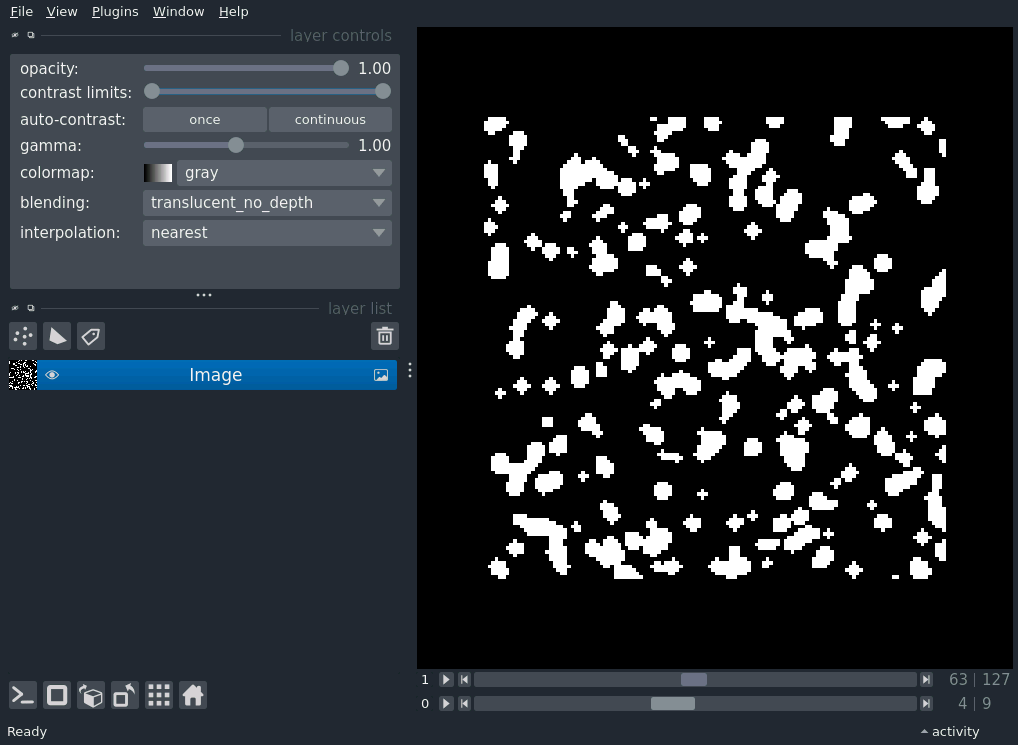 File View Plugins Window Help
layer controls
opacity: 1.00
contrast limits:
auto-contrast: once continuous
gamma: 1.00
colormap: gray
blending: translucent_no_depth
interpolation: nearest
layer list
Image
1 63 | 127
0 4 | 9
Ready activity